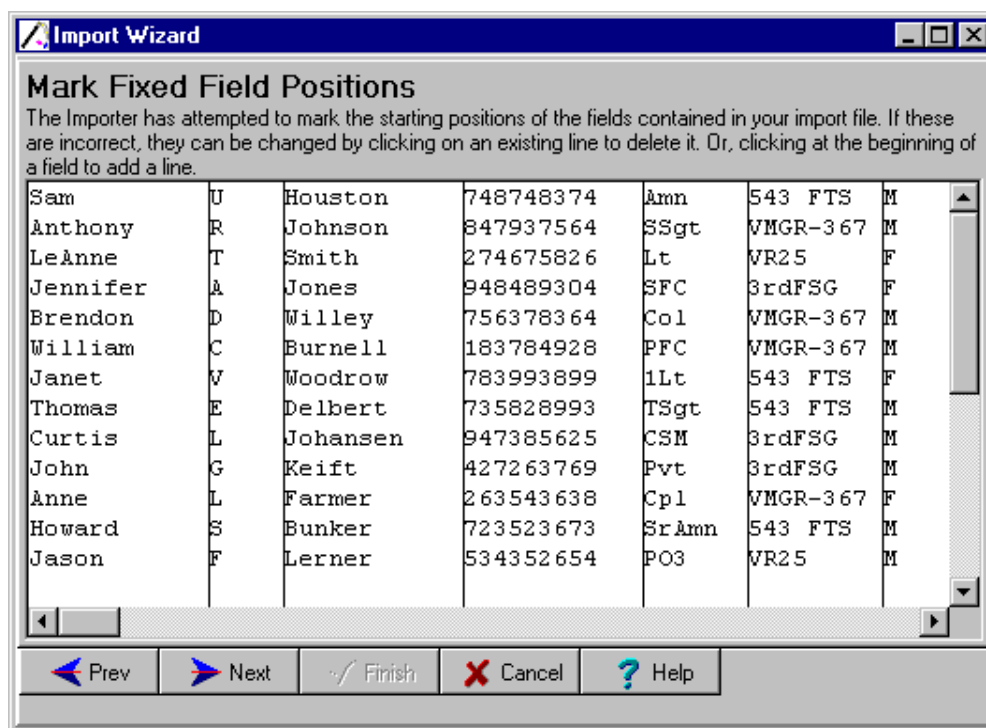 Import Wizard
Mark Fixed Field Positions
The Importer has attempted to mark the starting positions of the fields contained in your import file. If these
are incorrect, they can be changed by clicking on an existing line to delete it. Or, clicking at the beginning of
a field to add a line.
Sam U Houston 748748374 Amn 543 FTS M
Anthony R Johnson 847937564 SSgt VMGR-367 M
LeAnne T Smith 274675826 Lt VR25 F
Jennifer A Jones 948489304 SFC 3rdFSG F
Brendon D Willey 756378364 Col VMGR-367 M
William C Burnell 183784928 PFC VMGR-367 M
Janet V Woodrow 783993899 1Lt 543 FTS F
Thomas E Delbert 735828993 TSgt 543 FTS M
Curtis L Johansen 947385625 CSM 3rdFSG M
John G Keift 427263769 Pvt 3rdFSG M
Anne L Farmer 263543638 Cpl VMGR-367 F
Howard S Bunker 723523673 SrAmn 543 FTS M
Jason F Lerner 534352654 PO3 VR25 M
Prev Next Finish Cancel Help